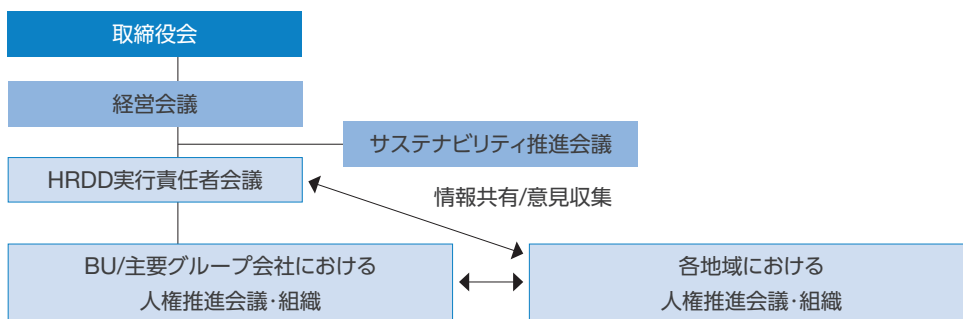 取締役会
経営会議
サステナビリティ推進会議
HRDD実行責任者会議
情報共有/意見収集
BU/主要グループ会社における
人権推進会議・組織
各地域における
人権推進会議・組織